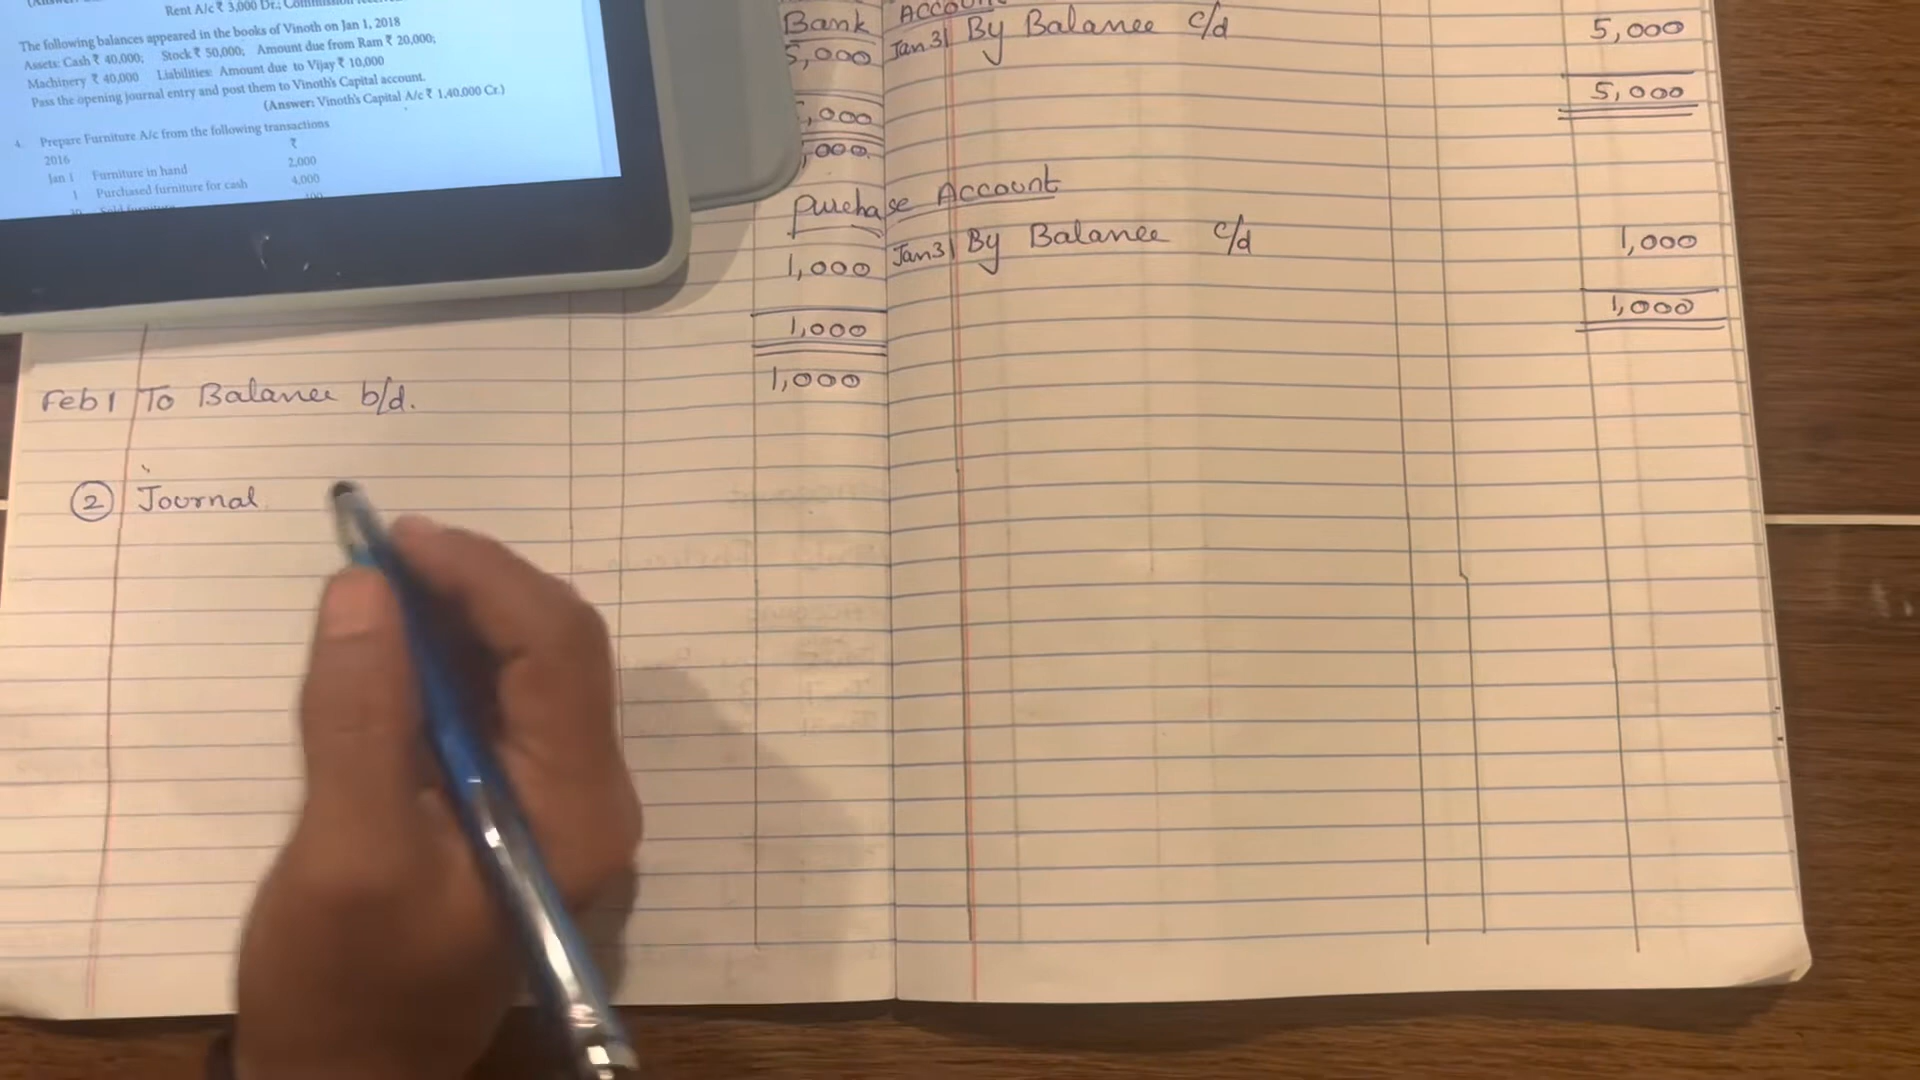 Rent A/c ₹ 3,000 Dr.;
The following balances appeared in the books of Vinoth on Jan 1, 2018
Assets: Cash ₹ 40,000; Stock ₹ 50,000; Amount due from Ram ₹ 20,000;
Machinery ₹ 40,000 Liabilities: Amount due to Vijay ₹ 10,000
Pass the opening journal entry and post them to Vinoth's Capital account.
(Answer: Vinoth's Capital A/c ₹ 1,40,000 Cr.)
4. Prepare Furniture A/c from the following transactions
2016 ₹
Jan 1 Furniture in hand 2,000
1 Purchased furniture for cash 4,000
Bank Account
5,000 Jan 31 By Balance c/d 5,000
,000 5,000
,000
Purchase Account
1,000 Jan 31 By Balance c/d 1,000
1,000 1,000
Feb 1 To Balance b/d. 1,000
2 Journal